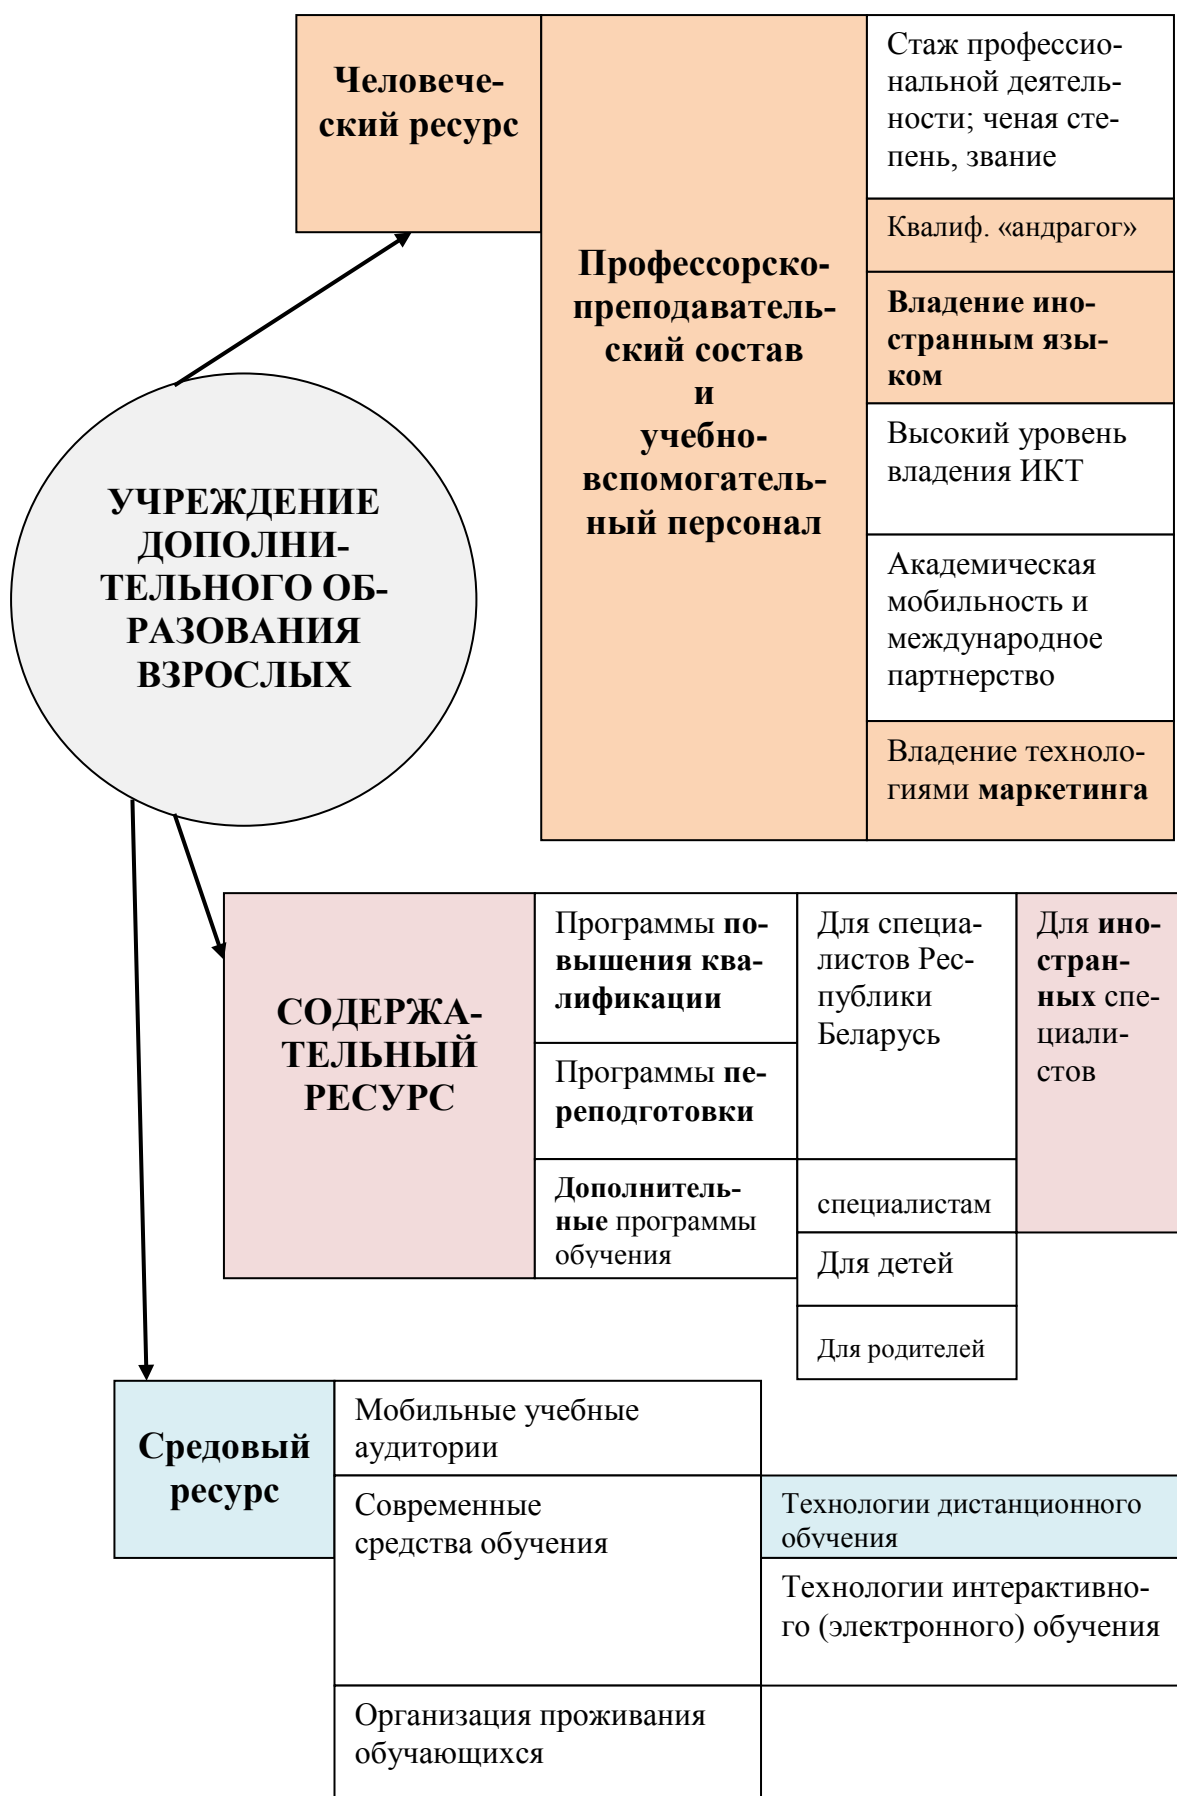 Человече-
ский ресурс
Профессорско-
преподаватель-
ский состав
и
учебно-
вспомогатель-
ный персонал
Стаж профессио-
нальной деятель-
ности; ченая сте-
пень, звание
Квалиф. «андрагог»
Владение ино-
странным язы-
ком
Высокий уровень
владения ИКТ
Академическая
мобильность и
международное
партнерство
Владение техноло-
гиями маркетинга
УЧРЕЖДЕНИЕ
ДОПОЛНИ-
ТЕЛЬНОГО ОБ-
РАЗОВАНИЯ
ВЗРОСЛЫХ
СОДЕРЖА-
ТЕЛЬНЫЙ
РЕСУРС
Программы по-
вышения ква-
лификации
Программы пе-
реподготовки
Дополнитель-
ные программы
обучения
Для специа-
листов Рес-
публики
Беларусь
специалистам
Для детей
Для родителей
Для ино-
стран-
ных спе-
циали-
стов
Средовый
ресурс
Мобильные учебные
аудитории
Современные
средства обучения
Организация проживания
обучающихся
Технологии дистанционного
обучения
Технологии интерактивно-
го (электронного) обучения